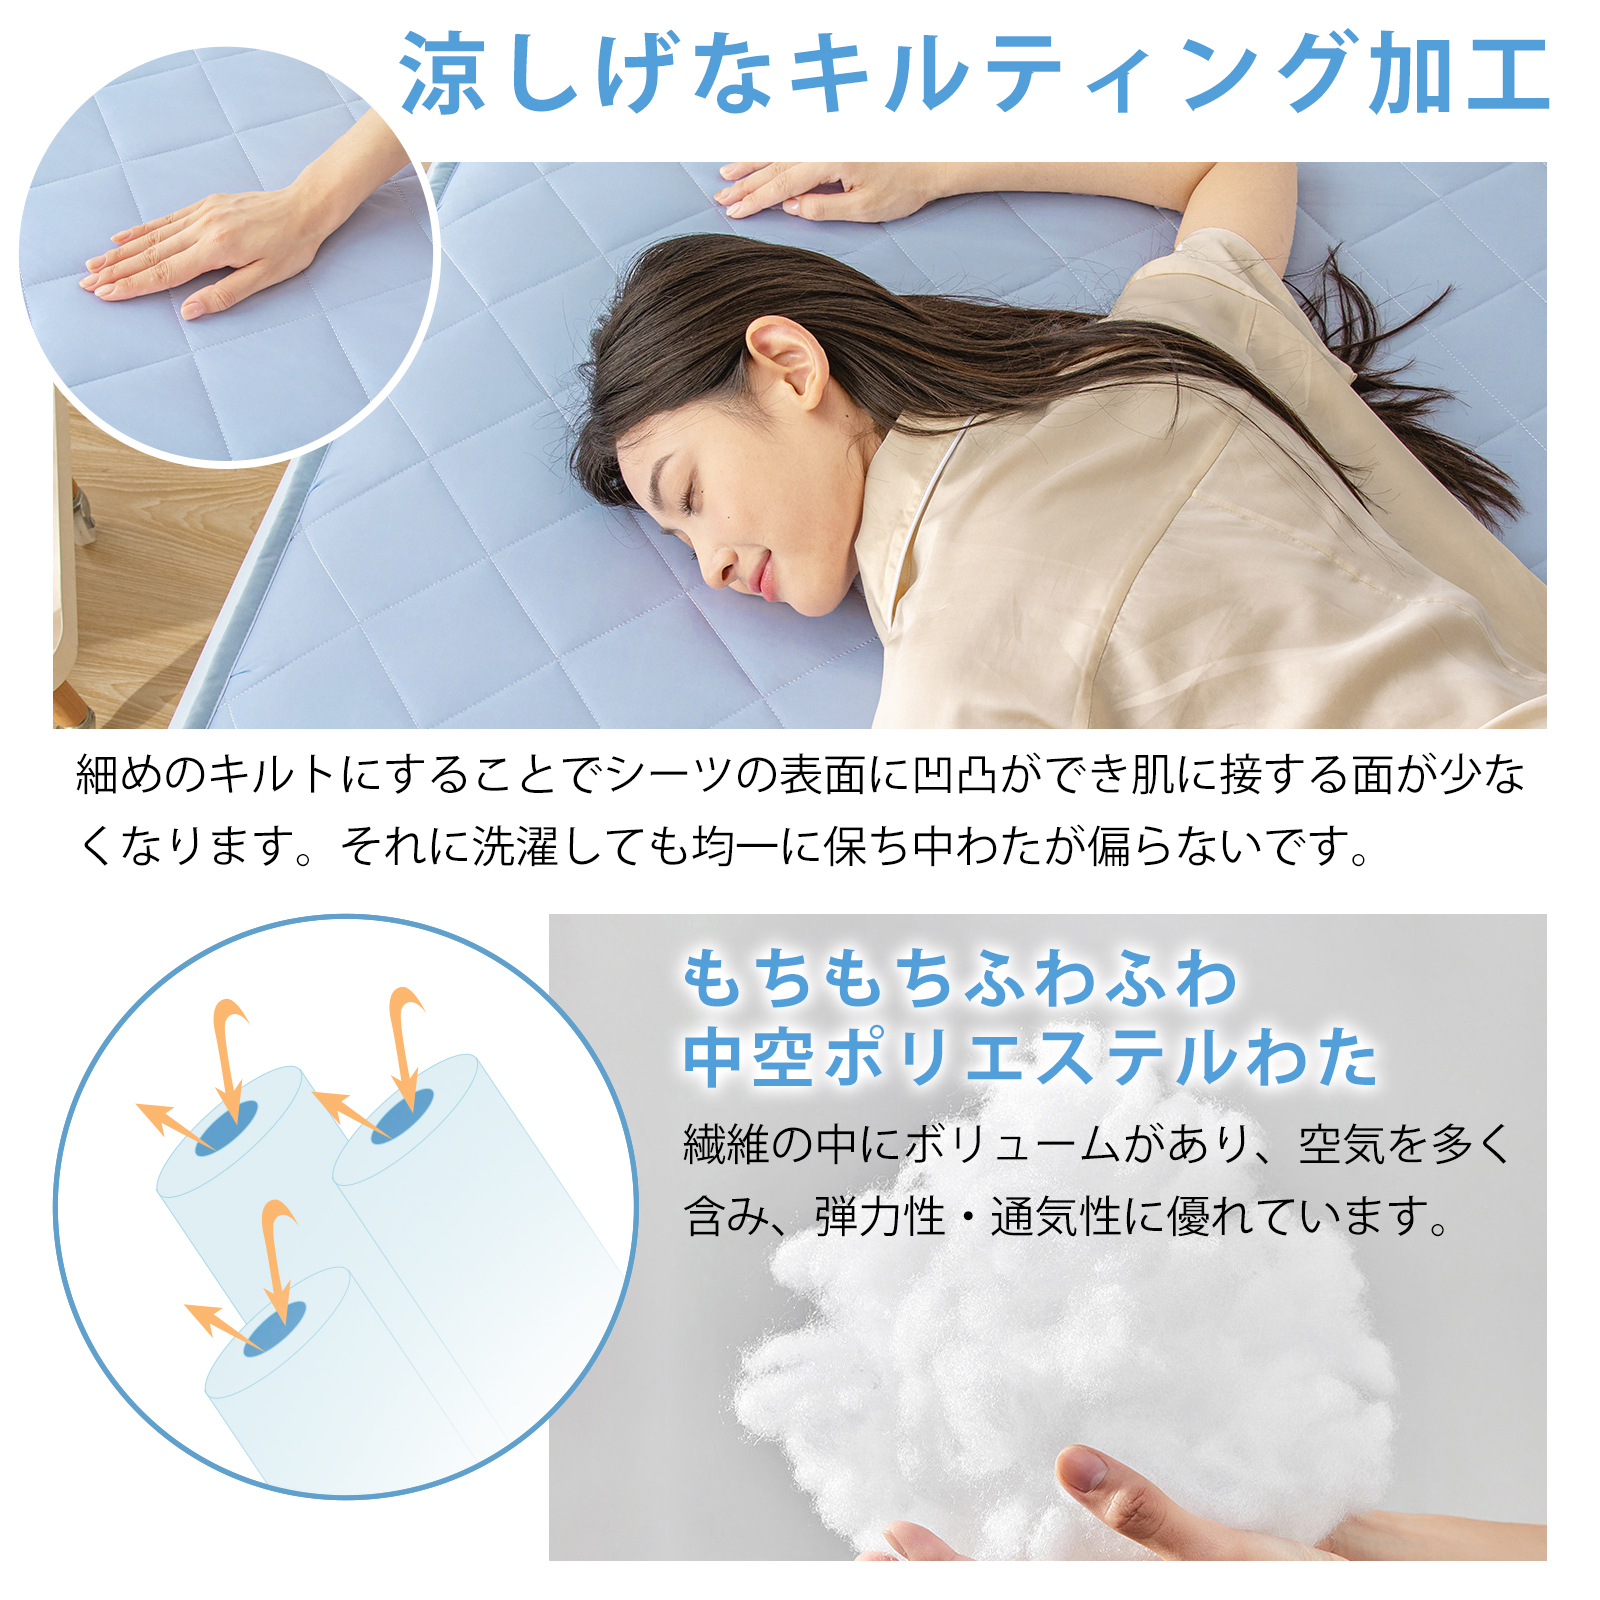 涼しげなキルティング加工
細めのキルトにすることでシーツの表面に凹凸ができ肌に接する面が少な
くなります。それに洗濯しても均一に保ち中わたが偏らないです。
もちもちふわふわ
中空ポリエステルわた
繊維の中にボリュームがあり、空気を多く
含み、弾力性・通気性に優れています。